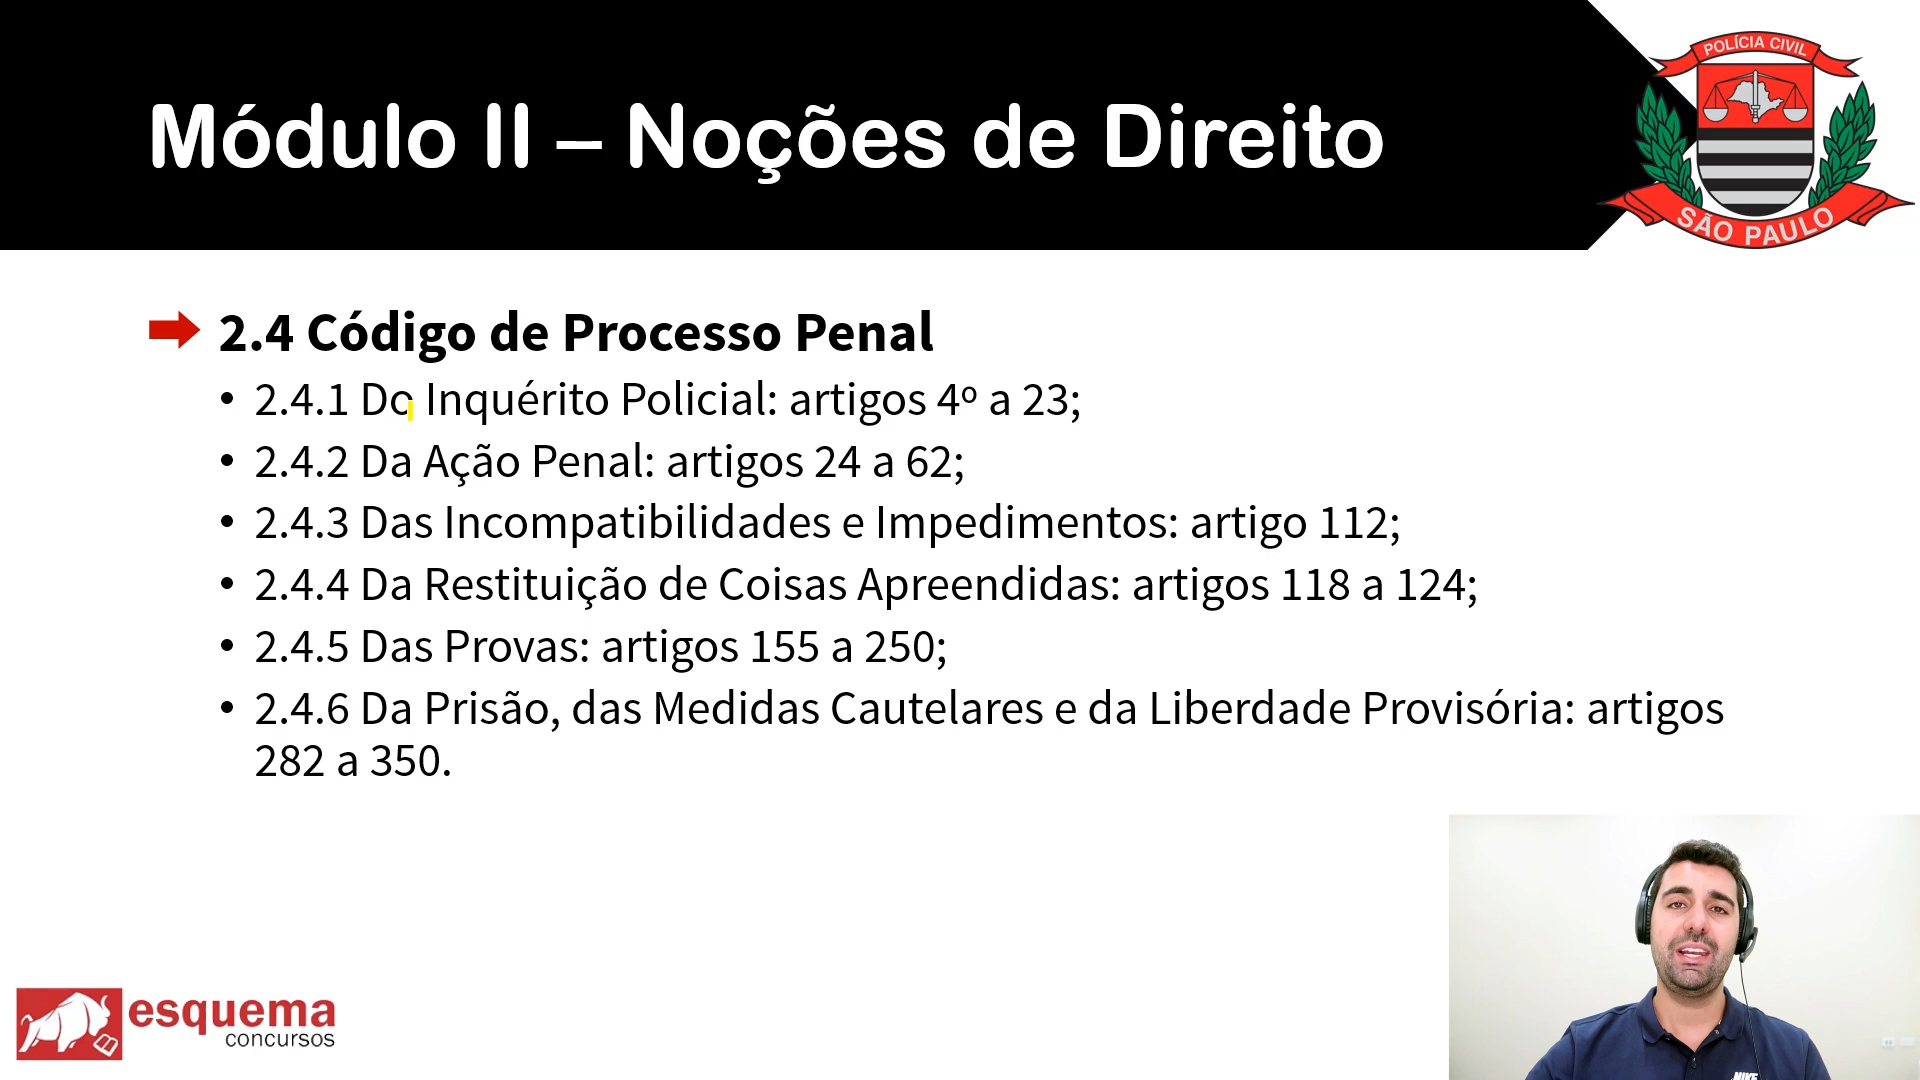 Módulo II – Noções de Direito
POLÍCIA CIVIL
SÃO PAULO
2.4 Código de Processo Penal
• 2.4.1 Do Inquérito Policial: artigos 4º a 23;
• 2.4.2 Da Ação Penal: artigos 24 a 62;
• 2.4.3 Das Incompatibilidades e Impedimentos: artigo 112;
• 2.4.4 Da Restituição de Coisas Apreendidas: artigos 118 a 124;
• 2.4.5 Das Provas: artigos 155 a 250;
• 2.4.6 Da Prisão, das Medidas Cautelares e da Liberdade Provisória: artigos
282 a 350.
esquema
concursos
NIKE